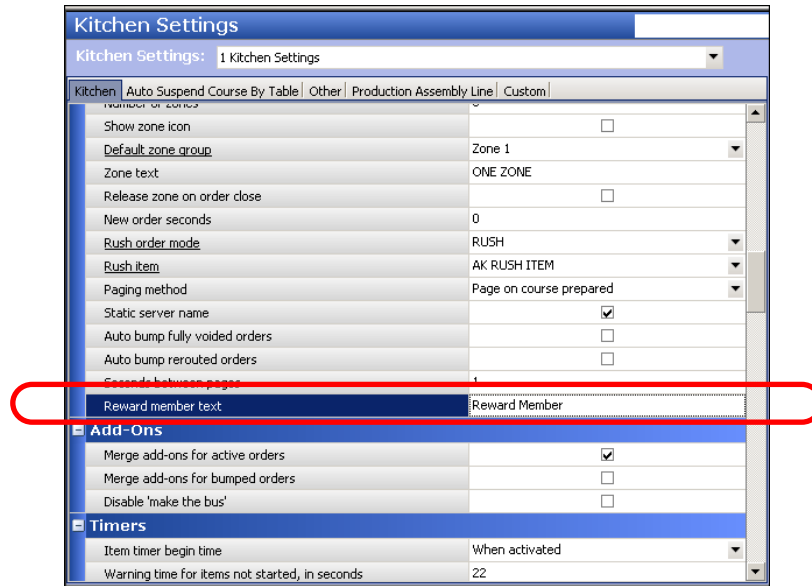 Kitchen Settings
Kitchen Settings: 1 Kitchen Settings
Kitchen Auto Suspend Course By Table Other Production Assembly Line Custom
Number of zones
Show zone icon
Default zone group Zone 1
Zone text ONE ZONE
Release zone on order close
New order seconds 0
Rush order mode RUSH
Rush item AK RUSH ITEM
Paging method Page on course prepared
Static server name
Auto bump fully voided orders
Auto bump rerouted orders
Seconds between pages 1
Reward member text Reward Member
Add-Ons
Merge add-ons for active orders
Merge add-ons for bumped orders
Disable 'make the bus'
Timers
Item timer begin time When activated
Warning time for items not started, in seconds 22